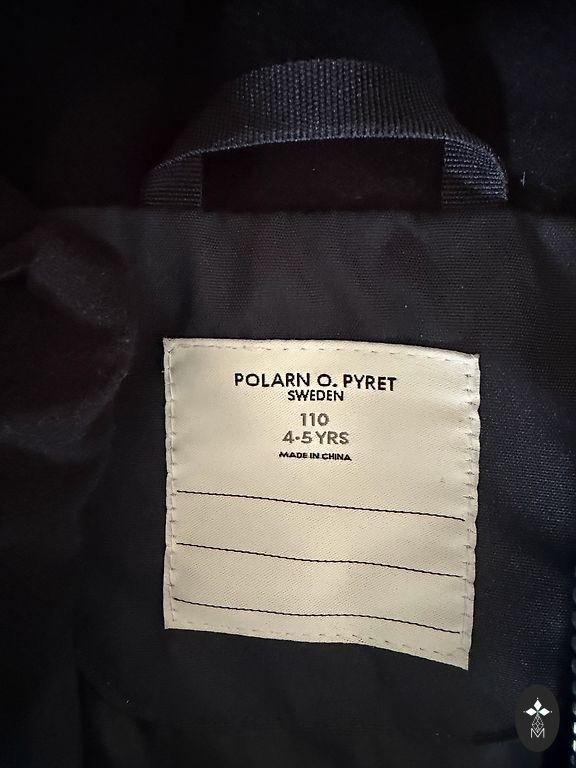 POLARN O. PYRET
SWEDEN
110
4-5 YRS
MADE IN CHINA
M